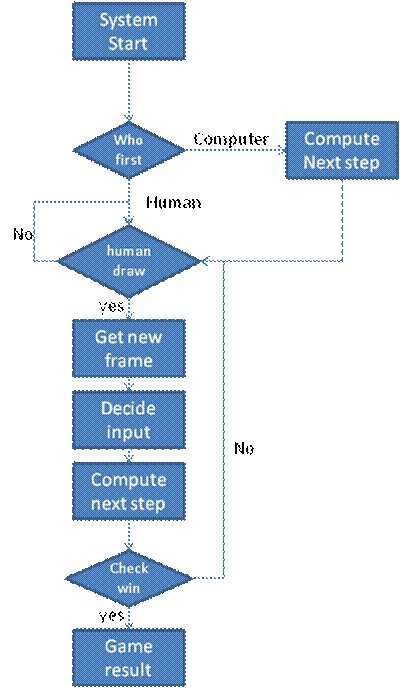 System
Start
Who
first
Computer
Compute
Next step
Human
No
human
draw
yes
Get new
frame
Decide
input
Compute
next step
No
Check
win
yes
Game
result